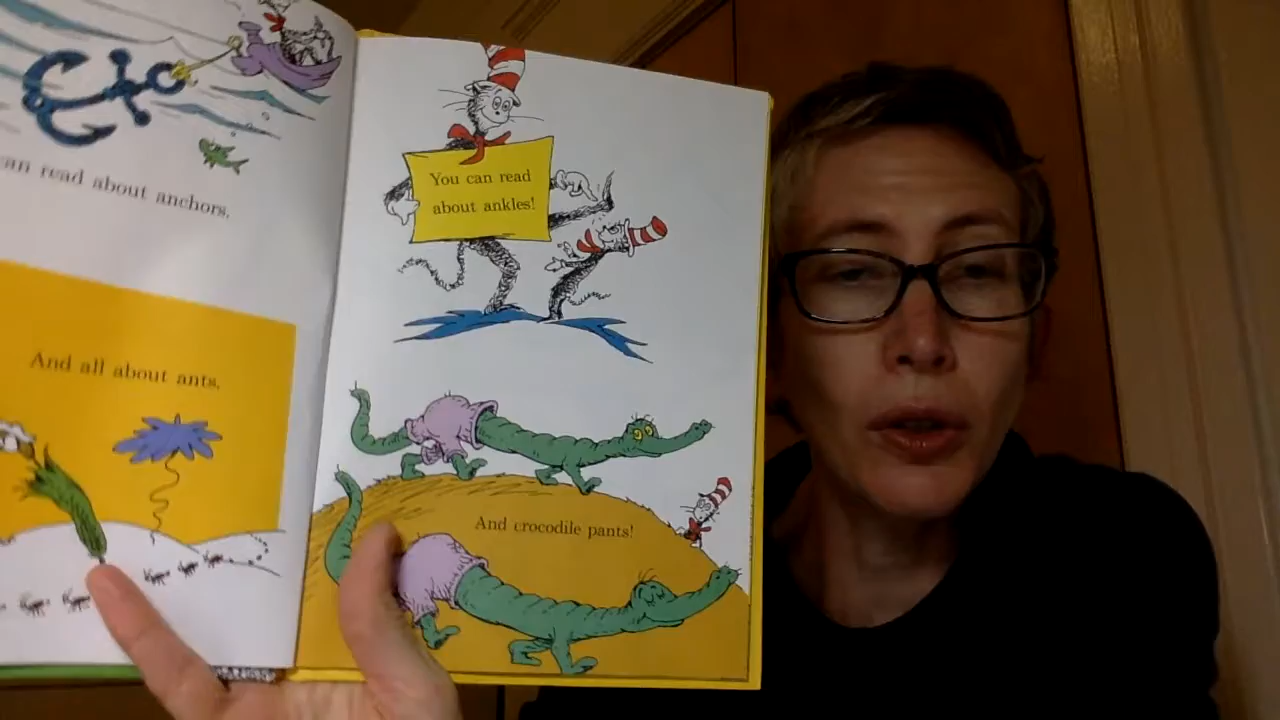 an read about anchors,
And all about ants.
You can read
about ankles!
And crocodile pants!